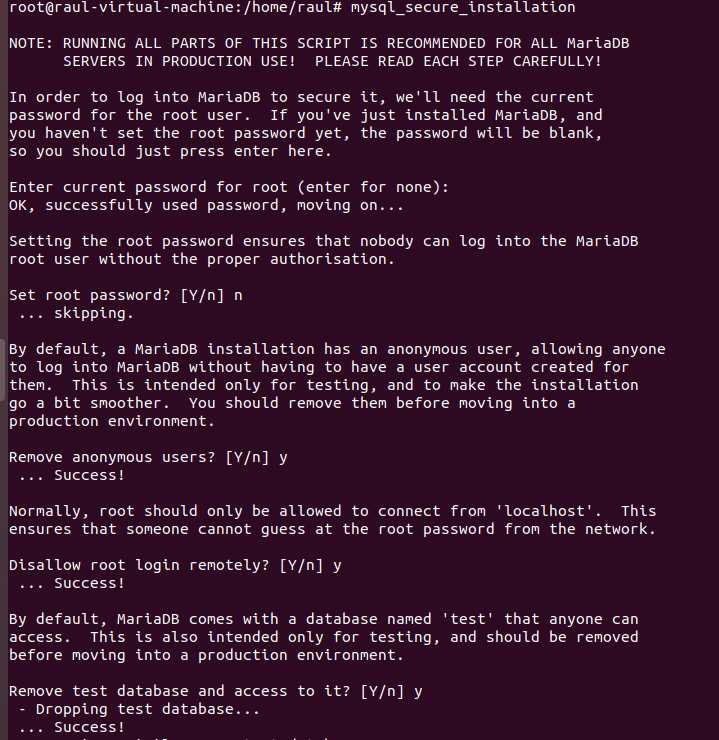 root@raul-virtual-machine:/home/raul# mysql_secure_installation
NOTE: RUNNING ALL PARTS OF THIS SCRIPT IS RECOMMENDED FOR ALL MariaDB
SERVERS IN PRODUCTION USE!  PLEASE READ EACH STEP CAREFULLY!
In order to log into MariaDB to secure it, we'll need the current
password for the root user.  If you've just installed MariaDB, and
you haven't set the root password yet, the password will be blank,
so you should just press enter here.
Enter current password for root (enter for none):
OK, successfully used password, moving on...
Setting the root password ensures that nobody can log into the MariaDB
root user without the proper authorisation.
Set root password? [Y/n] n
... skipping.
By default, a MariaDB installation has an anonymous user, allowing anyone
to log into MariaDB without having to have a user account created for
them.  This is intended only for testing, and to make the installation
go a bit smoother.  You should remove them before moving into a
production environment.
Remove anonymous users? [Y/n] y
... Success!
Normally, root should only be allowed to connect from 'localhost'.  This
ensures that someone cannot guess at the root password from the network.
Disallow root login remotely? [Y/n] y
... Success!
By default, MariaDB comes with a database named 'test' that anyone can
access.  This is also intended only for testing, and should be removed
before moving into a production environment.
Remove test database and access to it? [Y/n] y
- Dropping test database...
... Success!